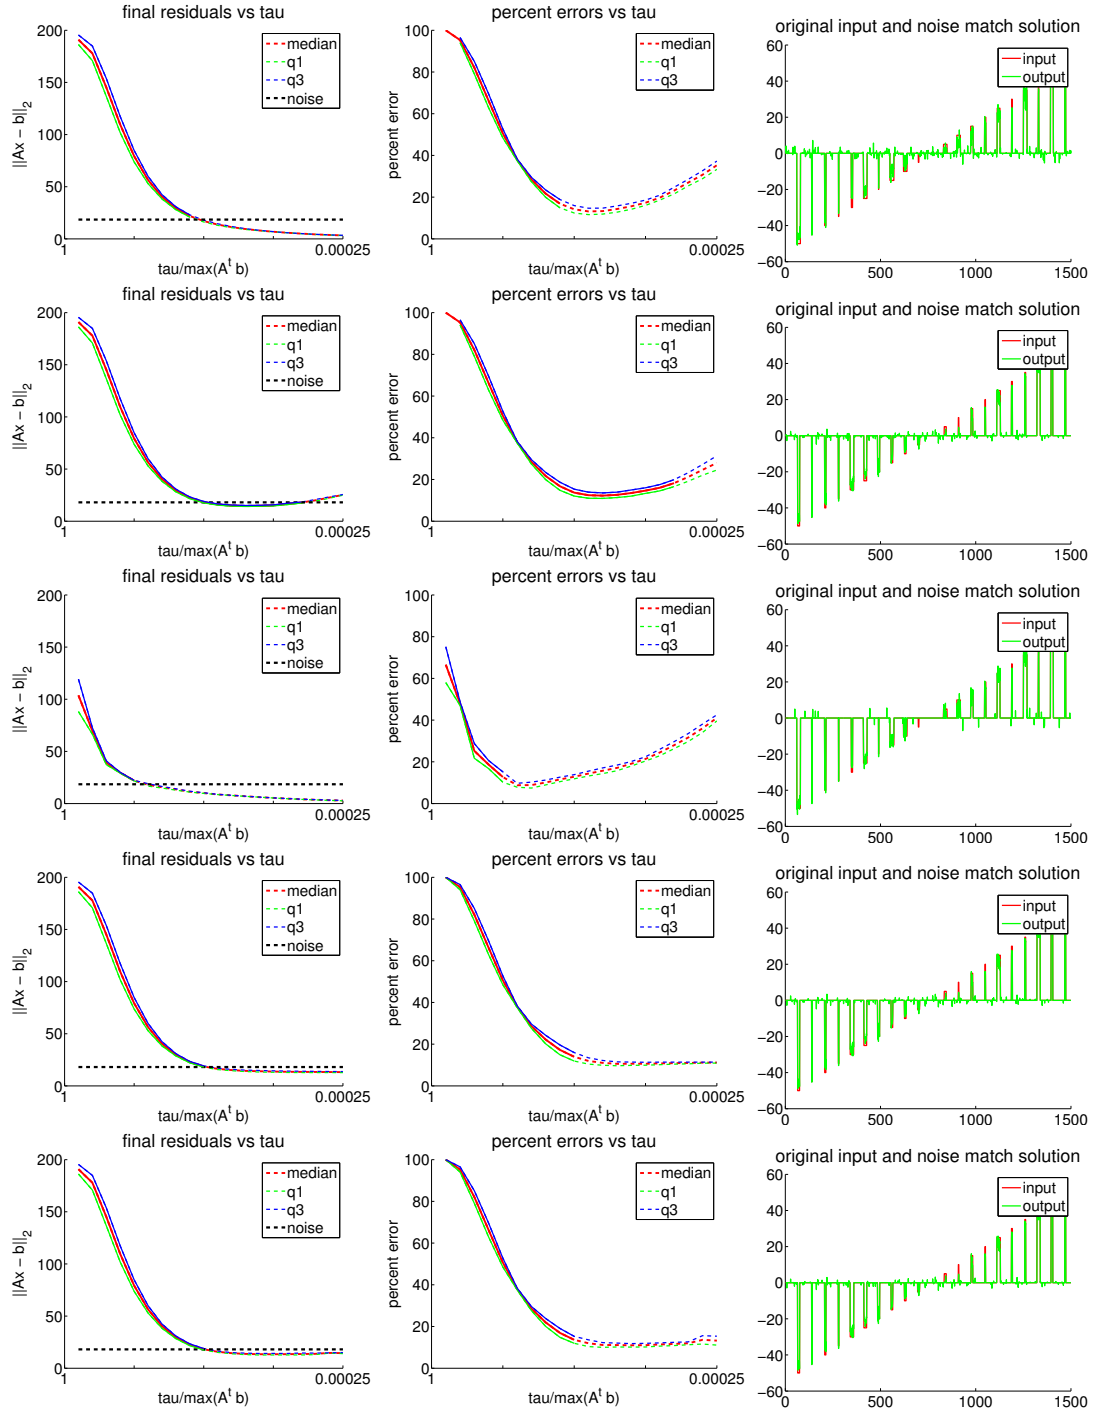 final residuals vs tau
200
150
100
50
0
||Ax − b||₂
1
0.00025
tau/max(Aᵗ b)
median
q1
q3
noise
percent errors vs tau
100
80
60
40
20
0
percent error
1
0.00025
tau/max(Aᵗ b)
median
q1
q3
original input and noise match solution
60
40
20
0
−20
−40
−60
0
500
1000
1500
input
output
final residuals vs tau
200
150
100
50
0
||Ax − b||₂
1
0.00025
tau/max(Aᵗ b)
median
q1
q3
noise
percent errors vs tau
100
80
60
40
20
0
percent error
1
0.00025
tau/max(Aᵗ b)
median
q1
q3
original input and noise match solution
60
40
20
0
−20
−40
−60
0
500
1000
1500
input
output
final residuals vs tau
200
150
100
50
0
||Ax − b||₂
1
0.00025
tau/max(Aᵗ b)
median
q1
q3
noise
percent errors vs tau
100
80
60
40
20
0
percent error
1
0.00025
tau/max(Aᵗ b)
median
q1
q3
original input and noise match solution
60
40
20
0
−20
−40
−60
0
500
1000
1500
input
output
final residuals vs tau
200
150
100
50
0
||Ax − b||₂
1
0.00025
tau/max(Aᵗ b)
median
q1
q3
noise
percent errors vs tau
100
80
60
40
20
0
percent error
1
0.00025
tau/max(Aᵗ b)
median
q1
q3
original input and noise match solution
60
40
20
0
−20
−40
−60
0
500
1000
1500
input
output
final residuals vs tau
200
150
100
50
0
||Ax − b||₂
1
0.00025
tau/max(Aᵗ b)
median
q1
q3
noise
percent errors vs tau
100
80
60
40
20
0
percent error
1
0.00025
tau/max(Aᵗ b)
median
q1
q3
original input and noise match solution
60
40
20
0
−20
−40
−60
0
500
1000
1500
input
output